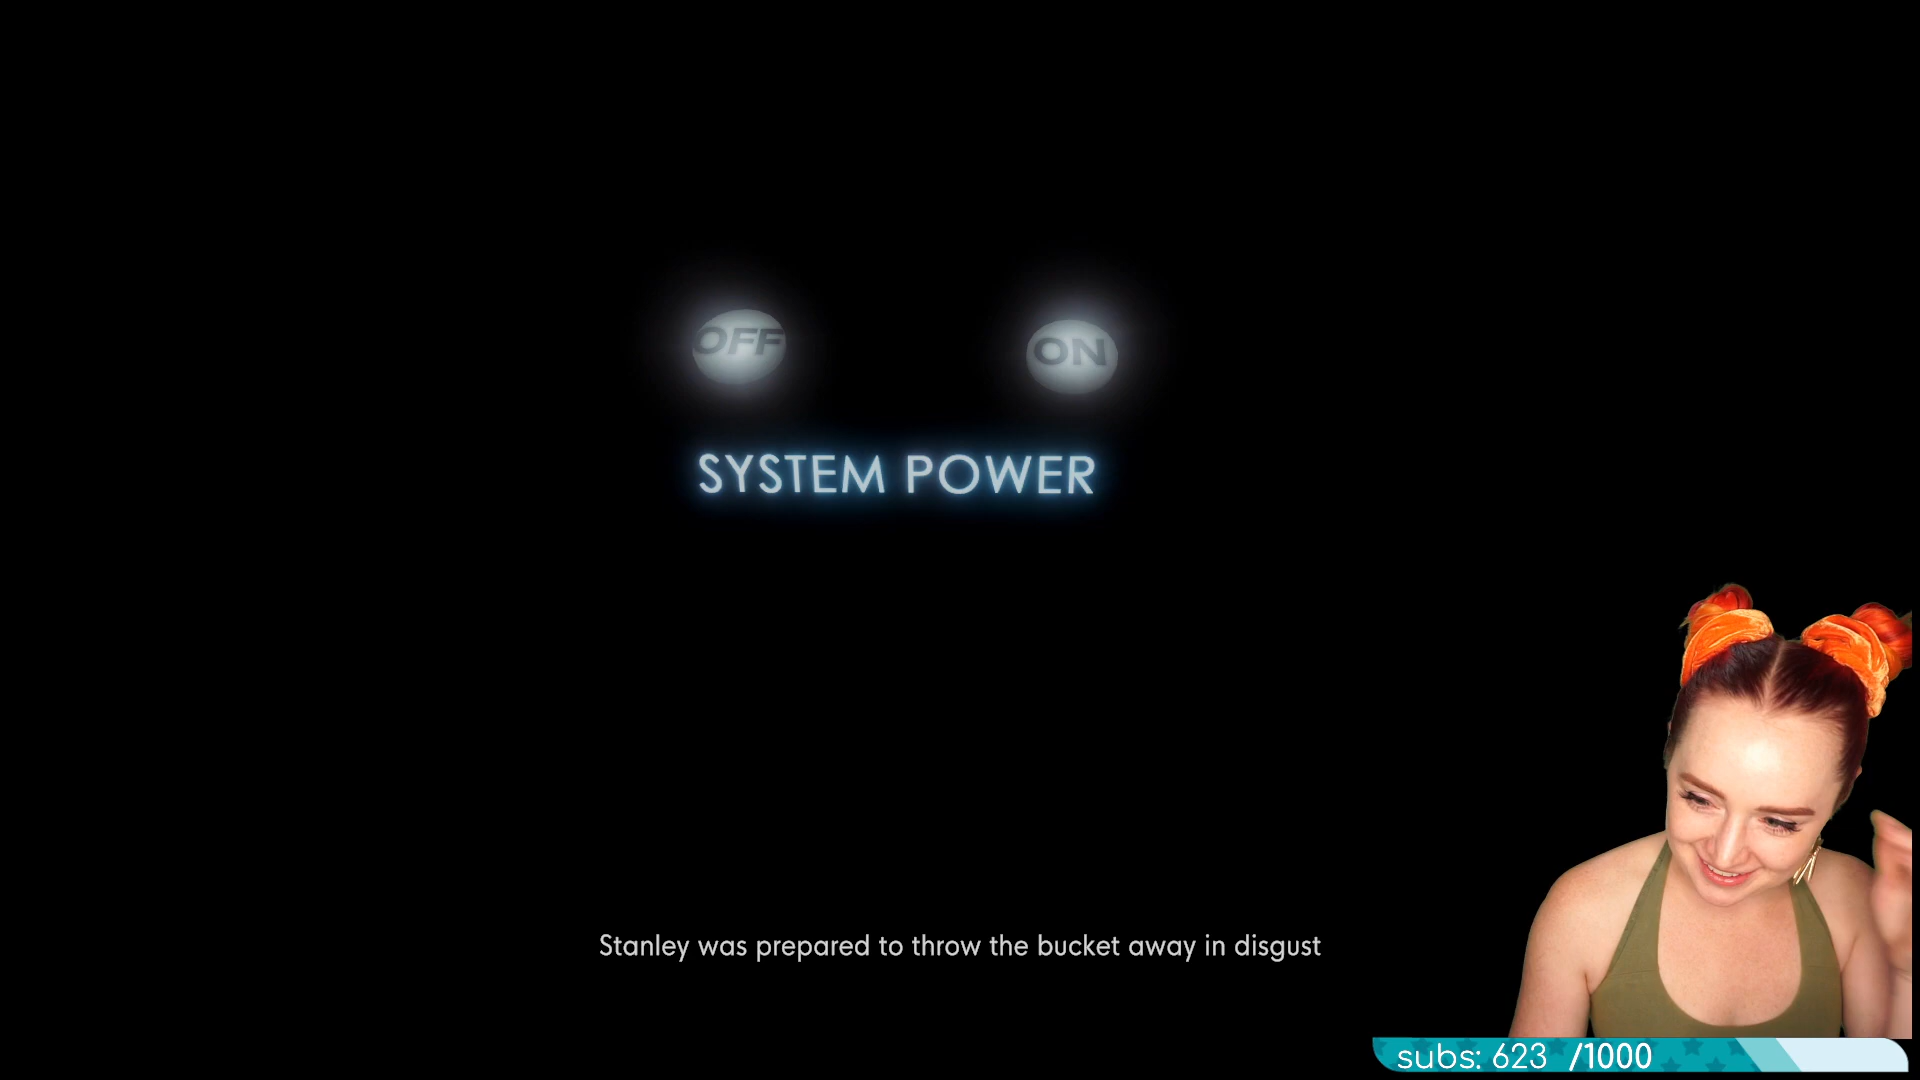 OFF ON
SYSTEM POWER
Stanley was prepared to throw the bucket away in disgust
subs: 623 /1000